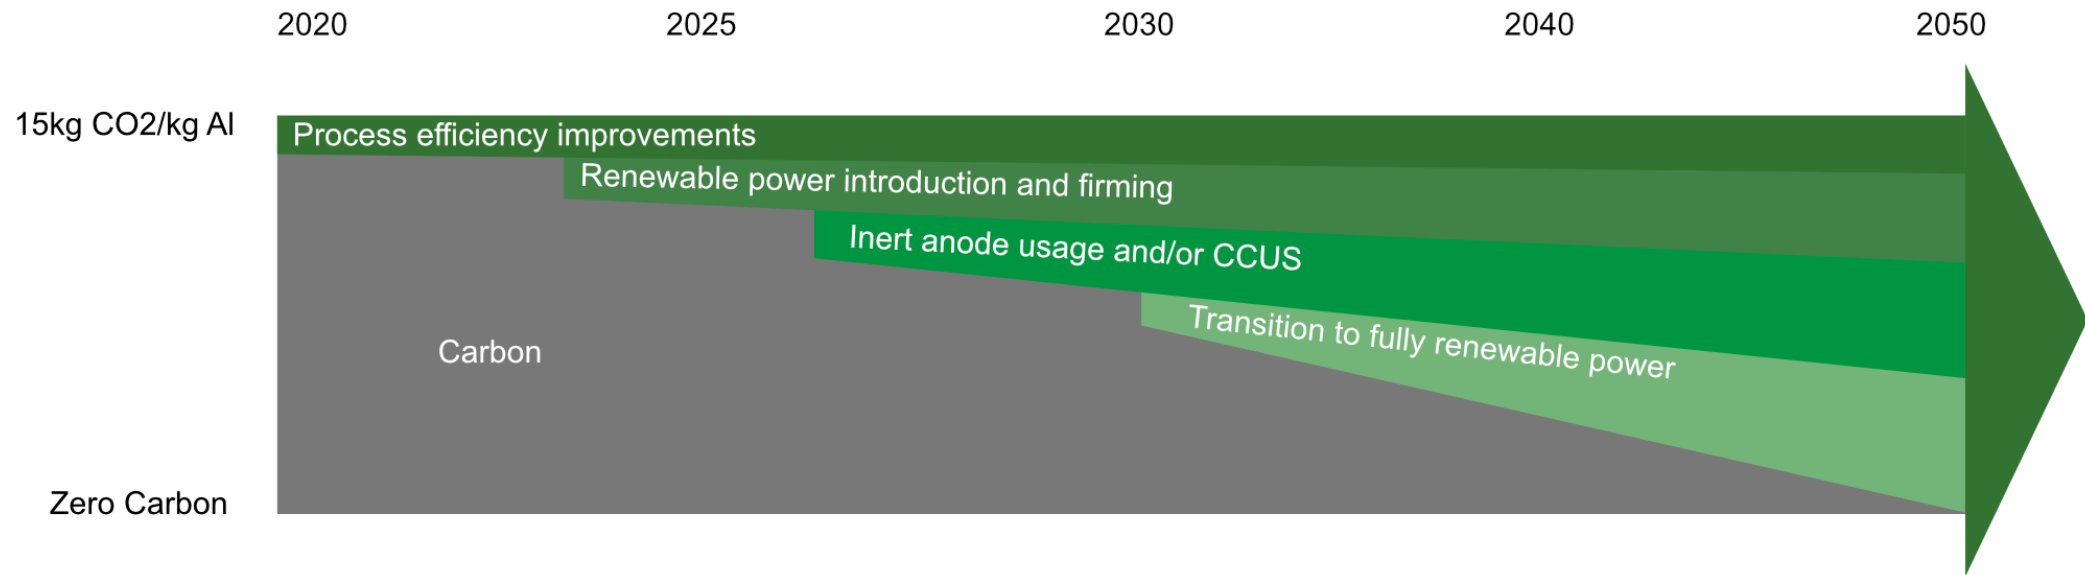 2020 2025 2030 2040 2050
15kg CO2/kg Al
Process efficiency improvements
Renewable power introduction and firming
Inert anode usage and/or CCUS
Transition to fully renewable power
Carbon
Zero Carbon